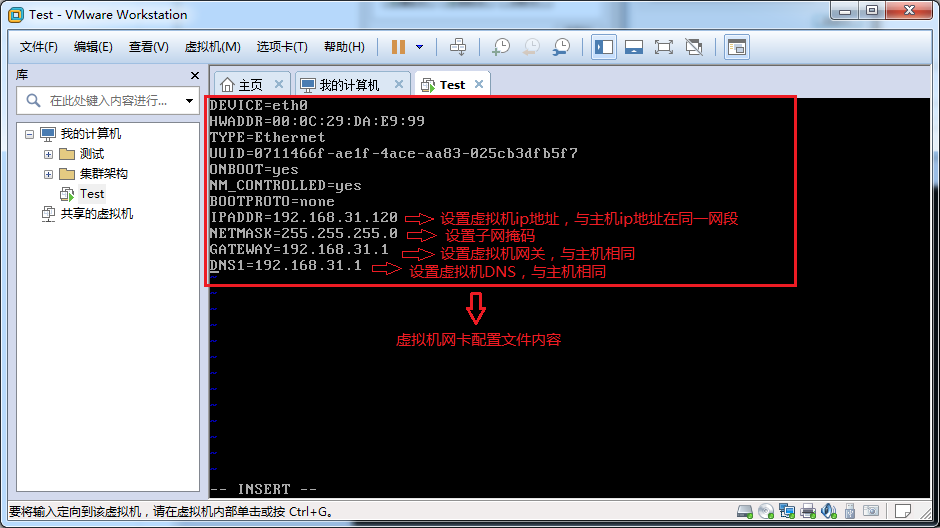 Test - VMware Workstation
文件(F) 编辑(E) 查看(V) 虚拟机(M) 选项卡(T) 帮助(H)
库
在此处键入内容进行...
我的计算机
测试
集群架构
Test
共享的虚拟机
主页 我的计算机 Test
DEVICE=eth0
HWADDR=00:0C:29:DA:E9:99
TYPE=Ethernet
UUID=0711466f-ae1f-4ace-aa83-025cb3dfb5f7
ONBOOT=yes
NM_CONTROLLED=yes
BOOTPROTO=none
IPADDR=192.168.31.120 设置虚拟机ip地址，与主机ip地址在同一网段
NETMASK=255.255.255.0 设置子网掩码
GATEWAY=192.168.31.1 设置虚拟机网关，与主机相同
DNS1=192.168.31.1 设置虚拟机DNS，与主机相同
虚拟机网卡配置文件内容
-- INSERT --
要将输入定向到该虚拟机，请在虚拟机内部单击或按 Ctrl+G。